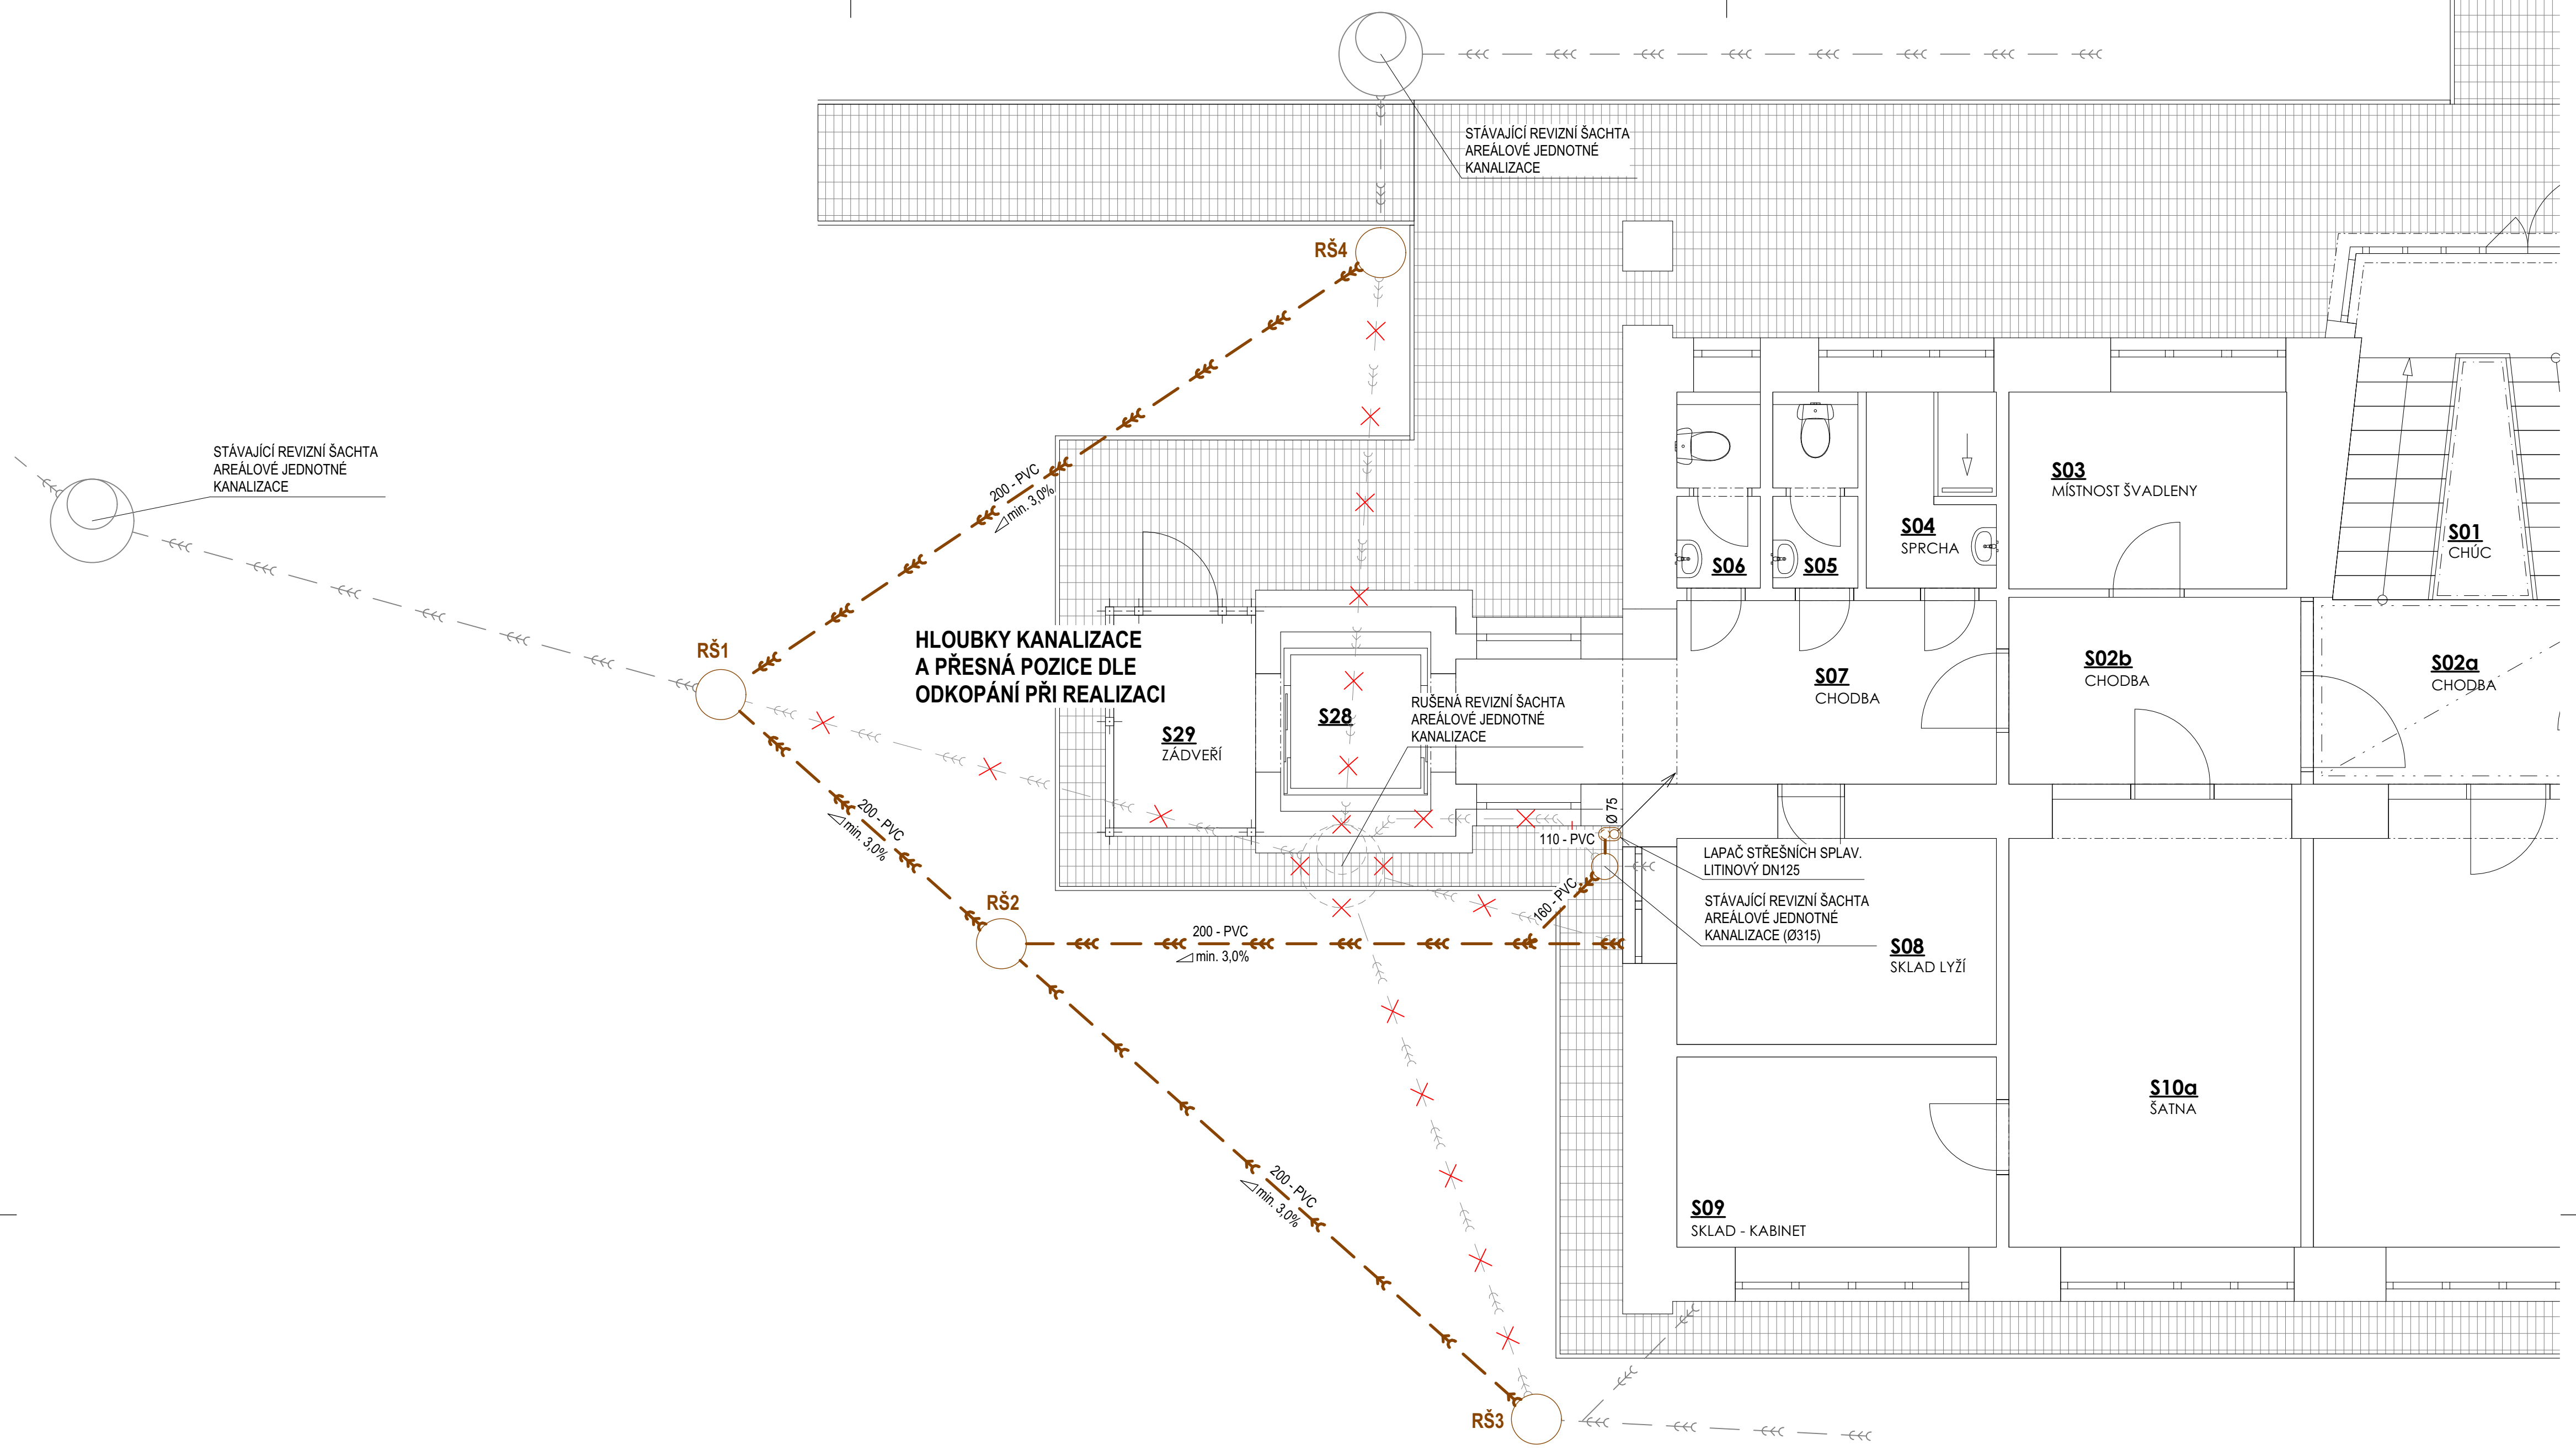 STÁVAJÍCÍ REVIZNÍ ŠACHTA
AREÁLOVÉ JEDNOTNÉ
KANALIZACE
RŠ4
STÁVAJÍCÍ REVIZNÍ ŠACHTA
AREÁLOVÉ JEDNOTNÉ
KANALIZACE
200 - PVC
min. 3,0%
S03
MÍSTNOST ŠVADLENY
S04
SPRCHA
S01
CHÚC
S06
S05
RŠ1
HLOUBKY KANALIZACE
A PŘESNÁ POZICE DLE
ODKOPÁNÍ PŘI REALIZACI
S07
CHODBA
S02b
CHODBA
S02a
CHODBA
RUŠENÁ REVIZNÍ ŠACHTA
AREÁLOVÉ JEDNOTNÉ
KANALIZACE
S28
S29
ZÁDVEŘÍ
200 - PVC
min. 3,0%
Ø 75
110 - PVC
LAPAČ STŘEŠNÍCH SPLAV.
LITINOVÝ DN125
160 - PVC
STÁVAJÍCÍ REVIZNÍ ŠACHTA
AREÁLOVÉ JEDNOTNÉ
KANALIZACE (Ø315)
RŠ2
200 - PVC
min. 3,0%
S08
SKLAD LYŽÍ
S10a
ŠATNA
200 - PVC
min. 3,0%
S09
SKLAD - KABINET
RŠ3